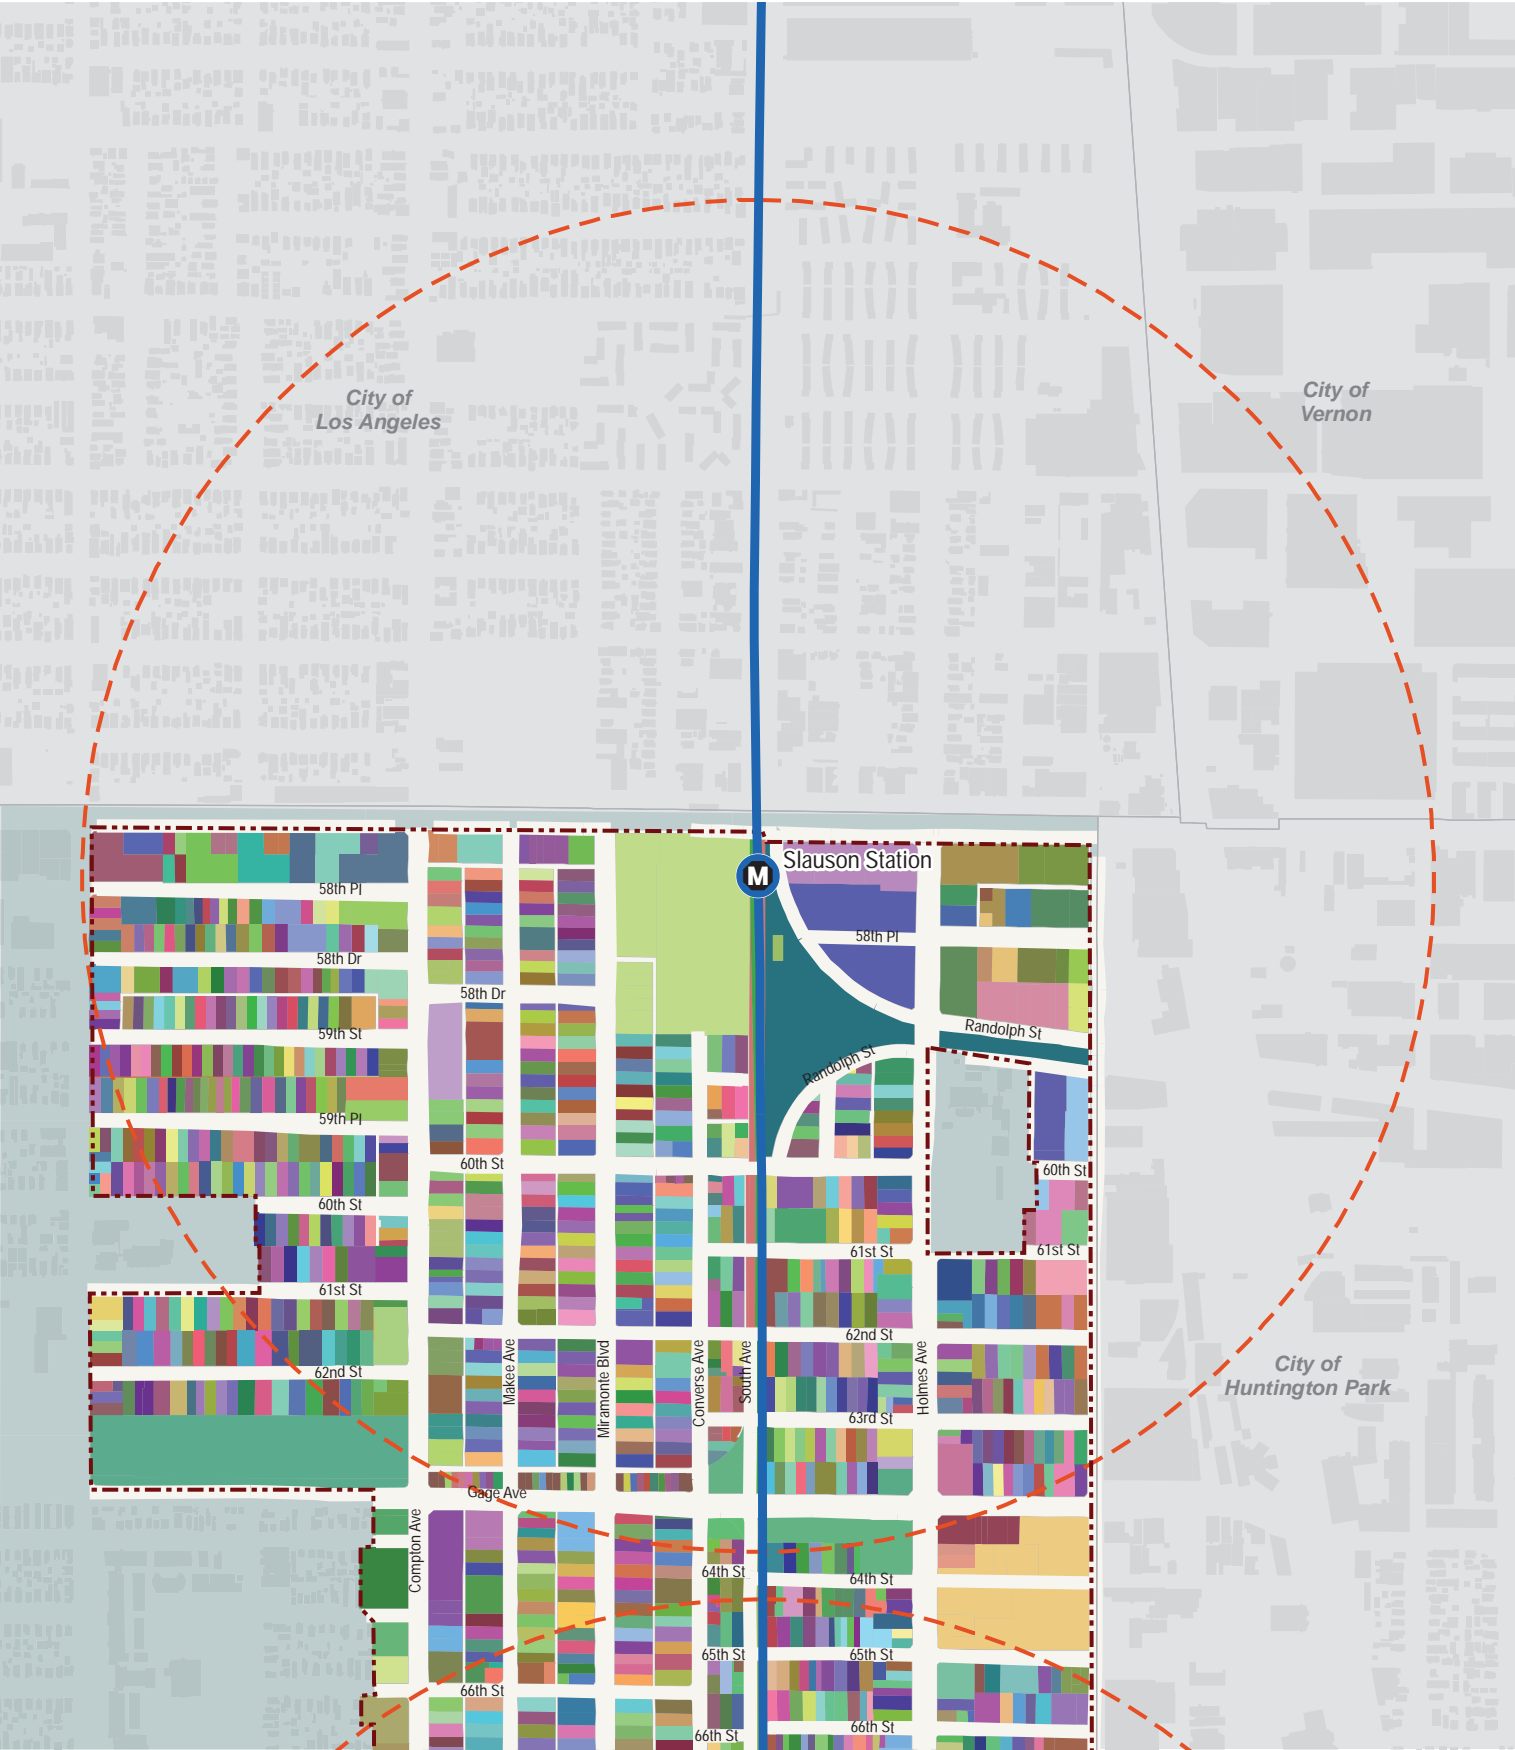 City of
Los Angeles
City of
Vernon
M
Slauson Station
58th Pl
58th Pl
58th Dr
58th Dr
59th St
Randolph St
Randolph St
59th Pl
60th St
60th St
60th St
61st St
61st St
61st St
62nd St
62nd St
Makee Ave
Miramonte Blvd
Converse Ave
South Ave
Holmes Ave
City of
Huntington Park
63rd St
Gage Ave
Compton Ave
64th St
64th St
65th St
65th St
66th St
66th St
66th St